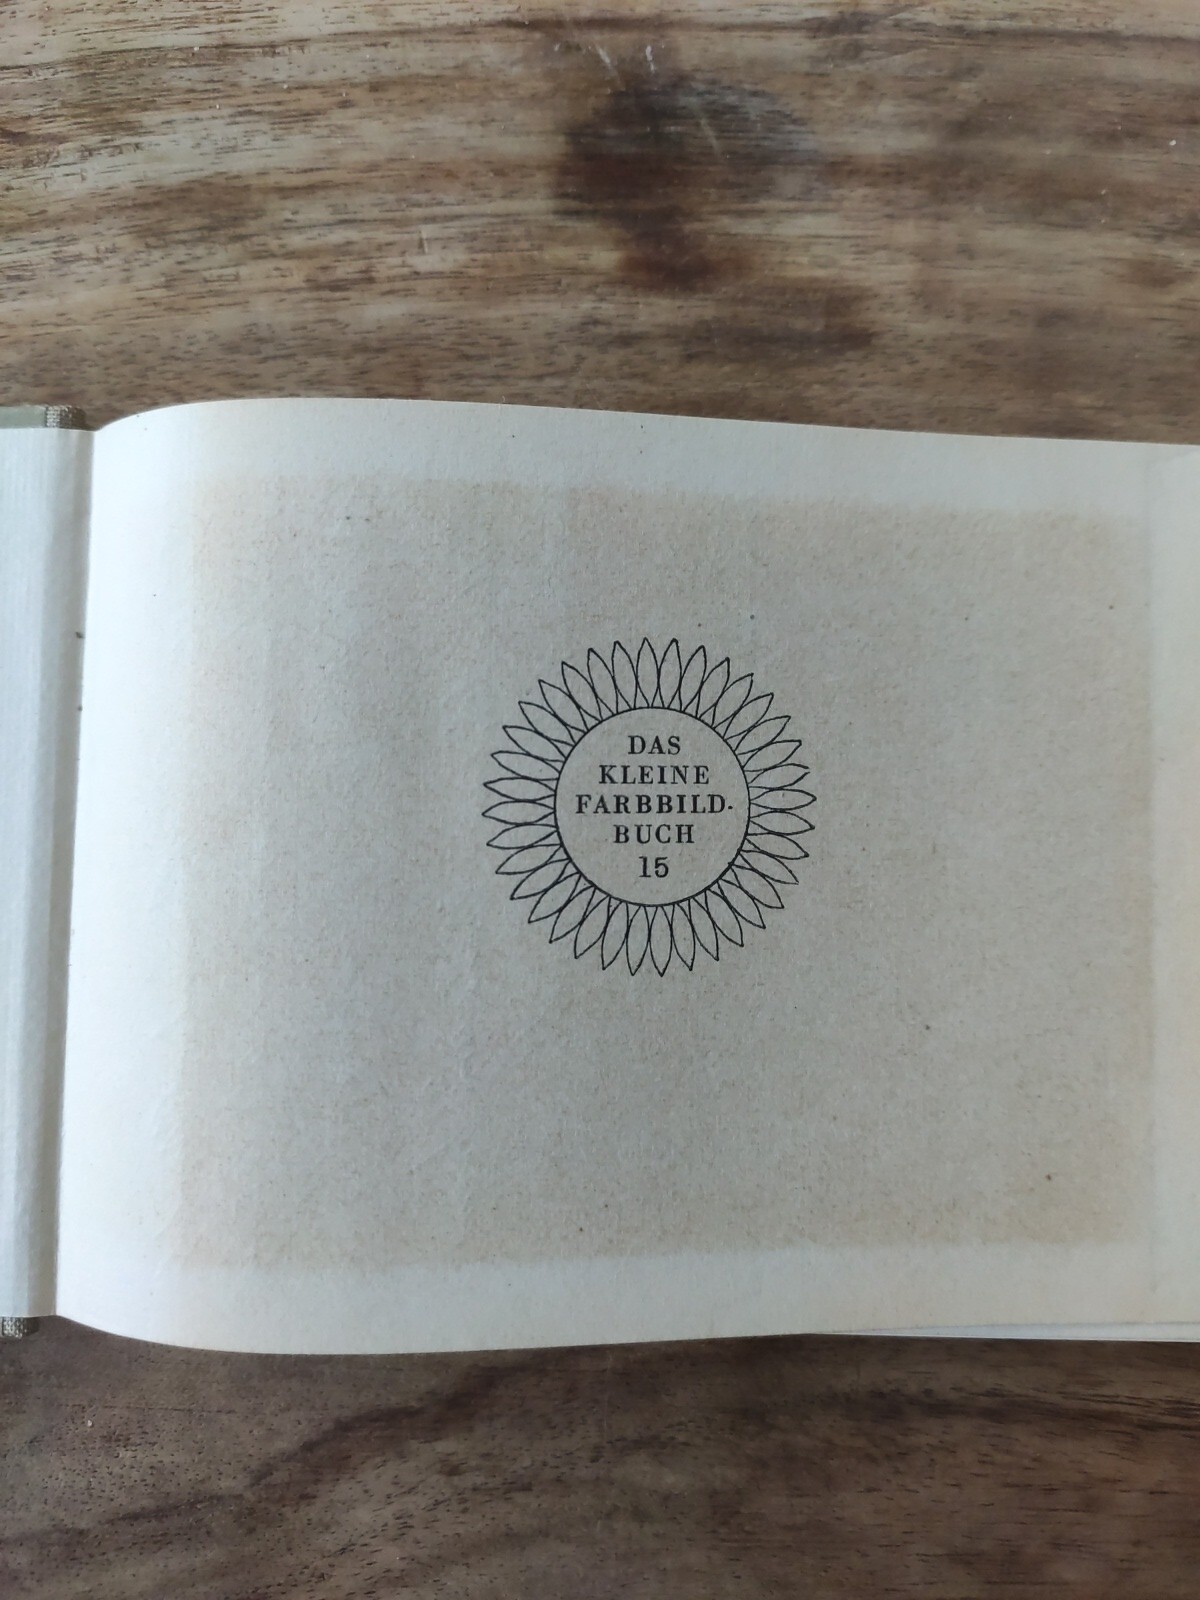 DAS
KLEINE
FARBBILD-
BUCH
15